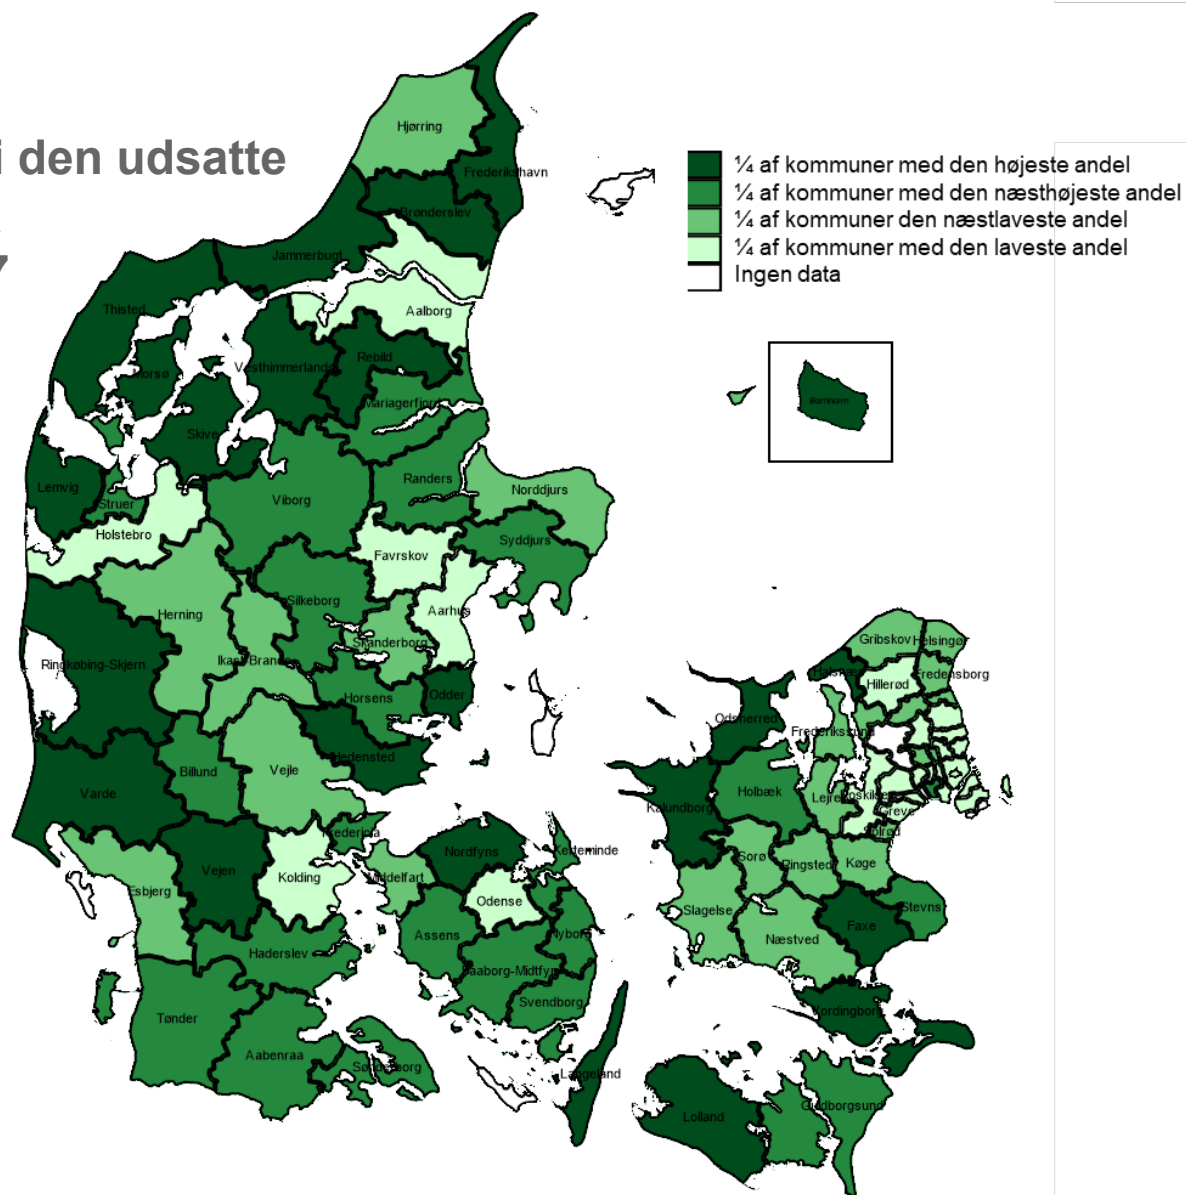 i den udsatte
7
¼ af kommuner med den højeste andel
¼ af kommuner med den næsthøjeste andel
¼ af kommuner den næstlaveste andel
¼ af kommuner med den laveste andel
Ingen data
Hjørring
Frederikshavn
Brønderslev
Jammerbugt
Thisted
Aalborg
Morsø
Vesthimmerlands
Rebild
Mariagerfjord
Bornholm
Skive
Lemvig
Struer
Viborg
Randers
Norddjurs
Holstebro
Favrskov
Syddjurs
Herning
Silkeborg
Aarhus
Skanderborg
Ikast-Brande
Ringkøbing-Skjern
Horsens
Odder
Gribskov
Helsingør
Halsnæs
Hillerød
Fredensborg
Odsherred
Frederikssund
Hedensted
Billund
Vejle
Varde
Holbæk
Lejre
Roskilde
Kalundborg
Greve
Solrød
Fredericia
Nordfyns
Kerteminde
Sorø
Ringsted
Køge
Vejen
Kolding
Middelfart
Esbjerg
Odense
Slagelse
Stevns
Faxe
Næstved
Assens
Nyborg
Haderslev
Faaborg-Midtfyn
Svendborg
Vordingborg
Tønder
Aabenraa
Sønderborg
Langeland
Lolland
Guldborgsund